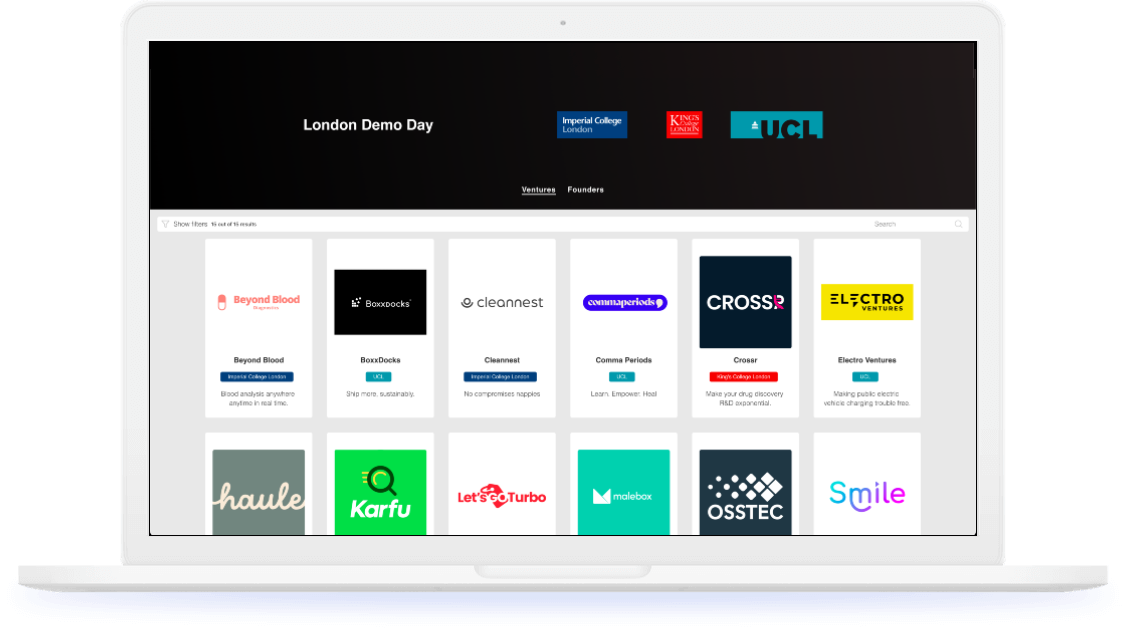 London Demo Day
Imperial College
London
KING'S
College
LONDON
UCL
Ventures Founders
Show filters 15 out of 15 results
Search
Beyond Blood
Diagnostics
BOXXDOCKS
cleannest
commaperiods
CROSSR
ELECTRO
VENTURES
Beyond Blood
Imperial College London
Blood analysis anywhere
anytime in real time.
BoxxDocks
UCL
Ship more, sustainably.
Cleannest
Imperial College London
No compromises nappies
Comma Periods
UCL
Learn. Empower. Heal
Crossr
King's College London
Make your drug discovery
R&D exponential.
Electro Ventures
UCL
Making public electric
vehicle charging trouble free.
haule
Karfu
Let'sGOTurbo
malebox
OSSTEC
Smile